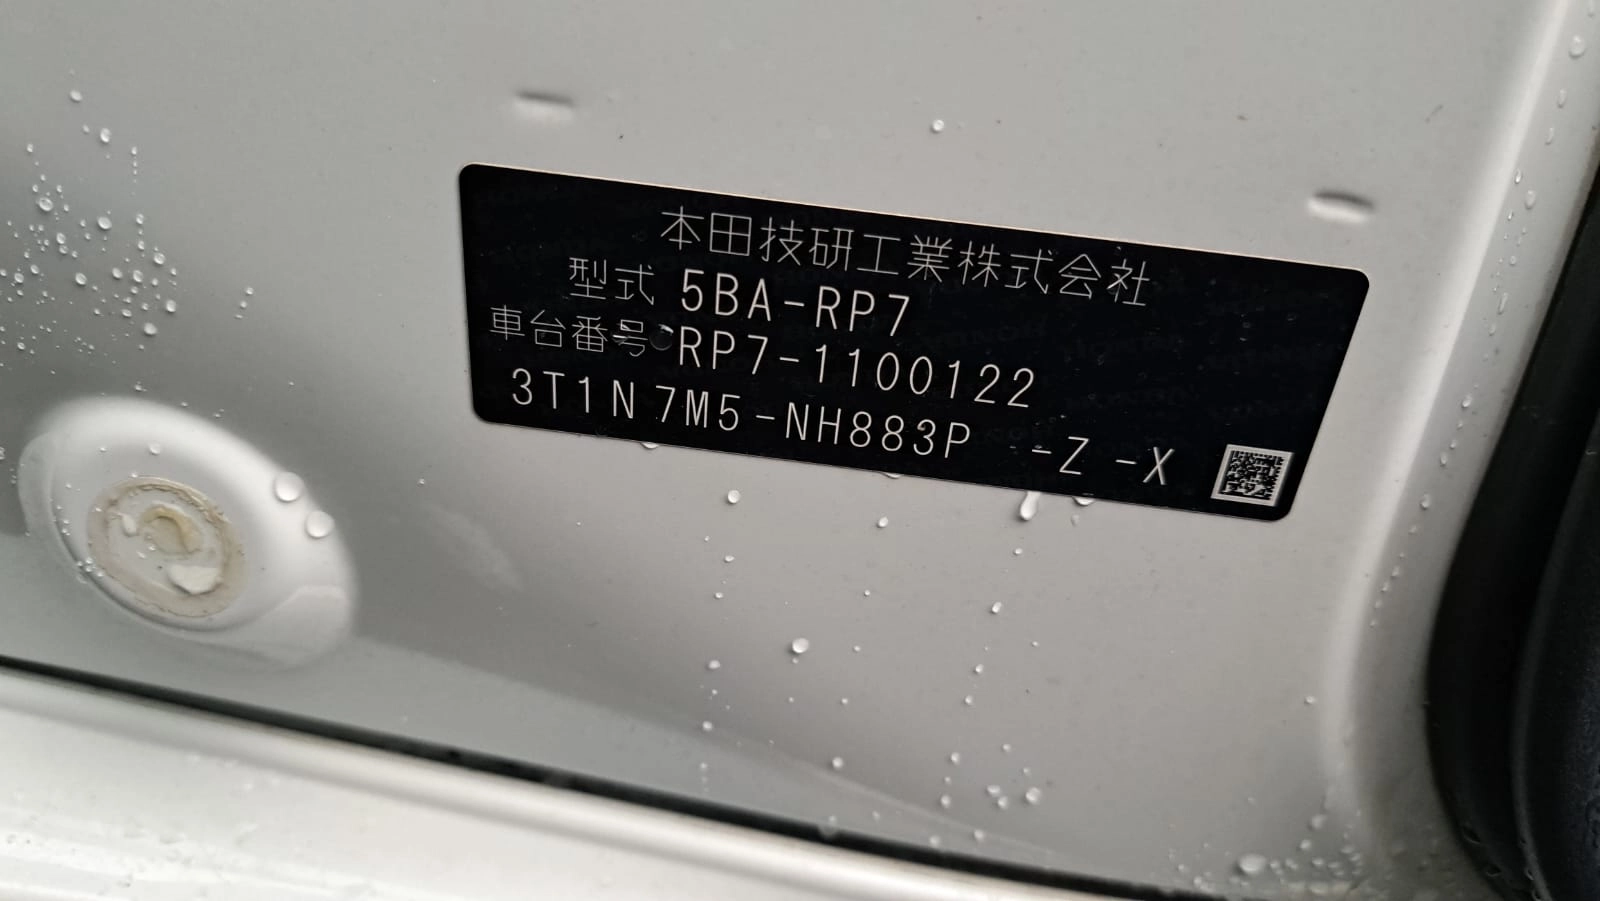 本田技研工業株式会社
型式 5BA-RP7
車台番号 RP7-1100122
3T1N7M5-NH883P -Z -X